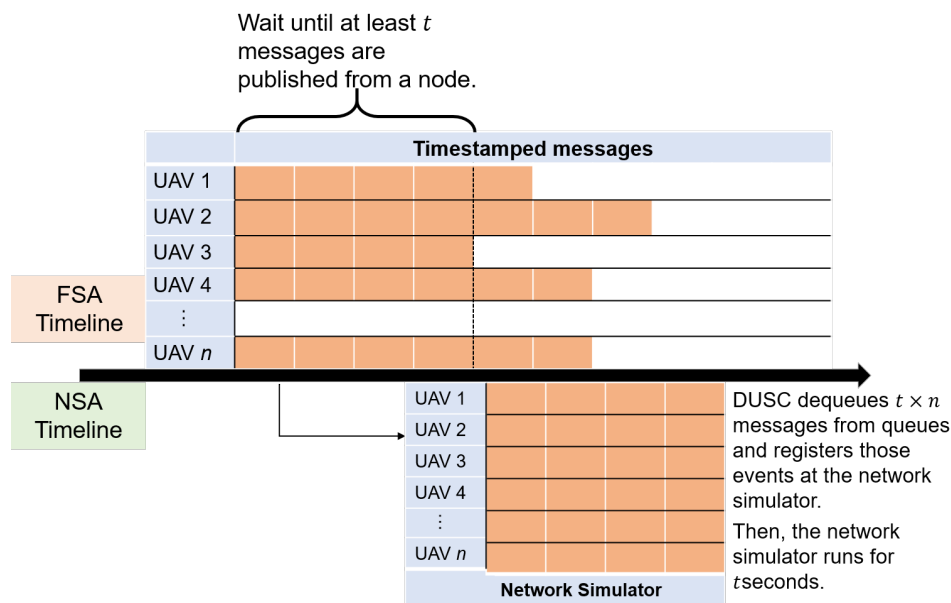 Wait until at least t
messages are
published from a node.
Timestamped messages
UAV 1
UAV 2
UAV 3
UAV 4
⋮
UAV n
FSA
Timeline
NSA
Timeline
UAV 1
UAV 2
UAV 3
UAV 4
⋮
UAV n
Network Simulator
DUSC dequeues t × n
messages from queues
and registers those
events at the network
simulator.
Then, the network
simulator runs for
tseconds.